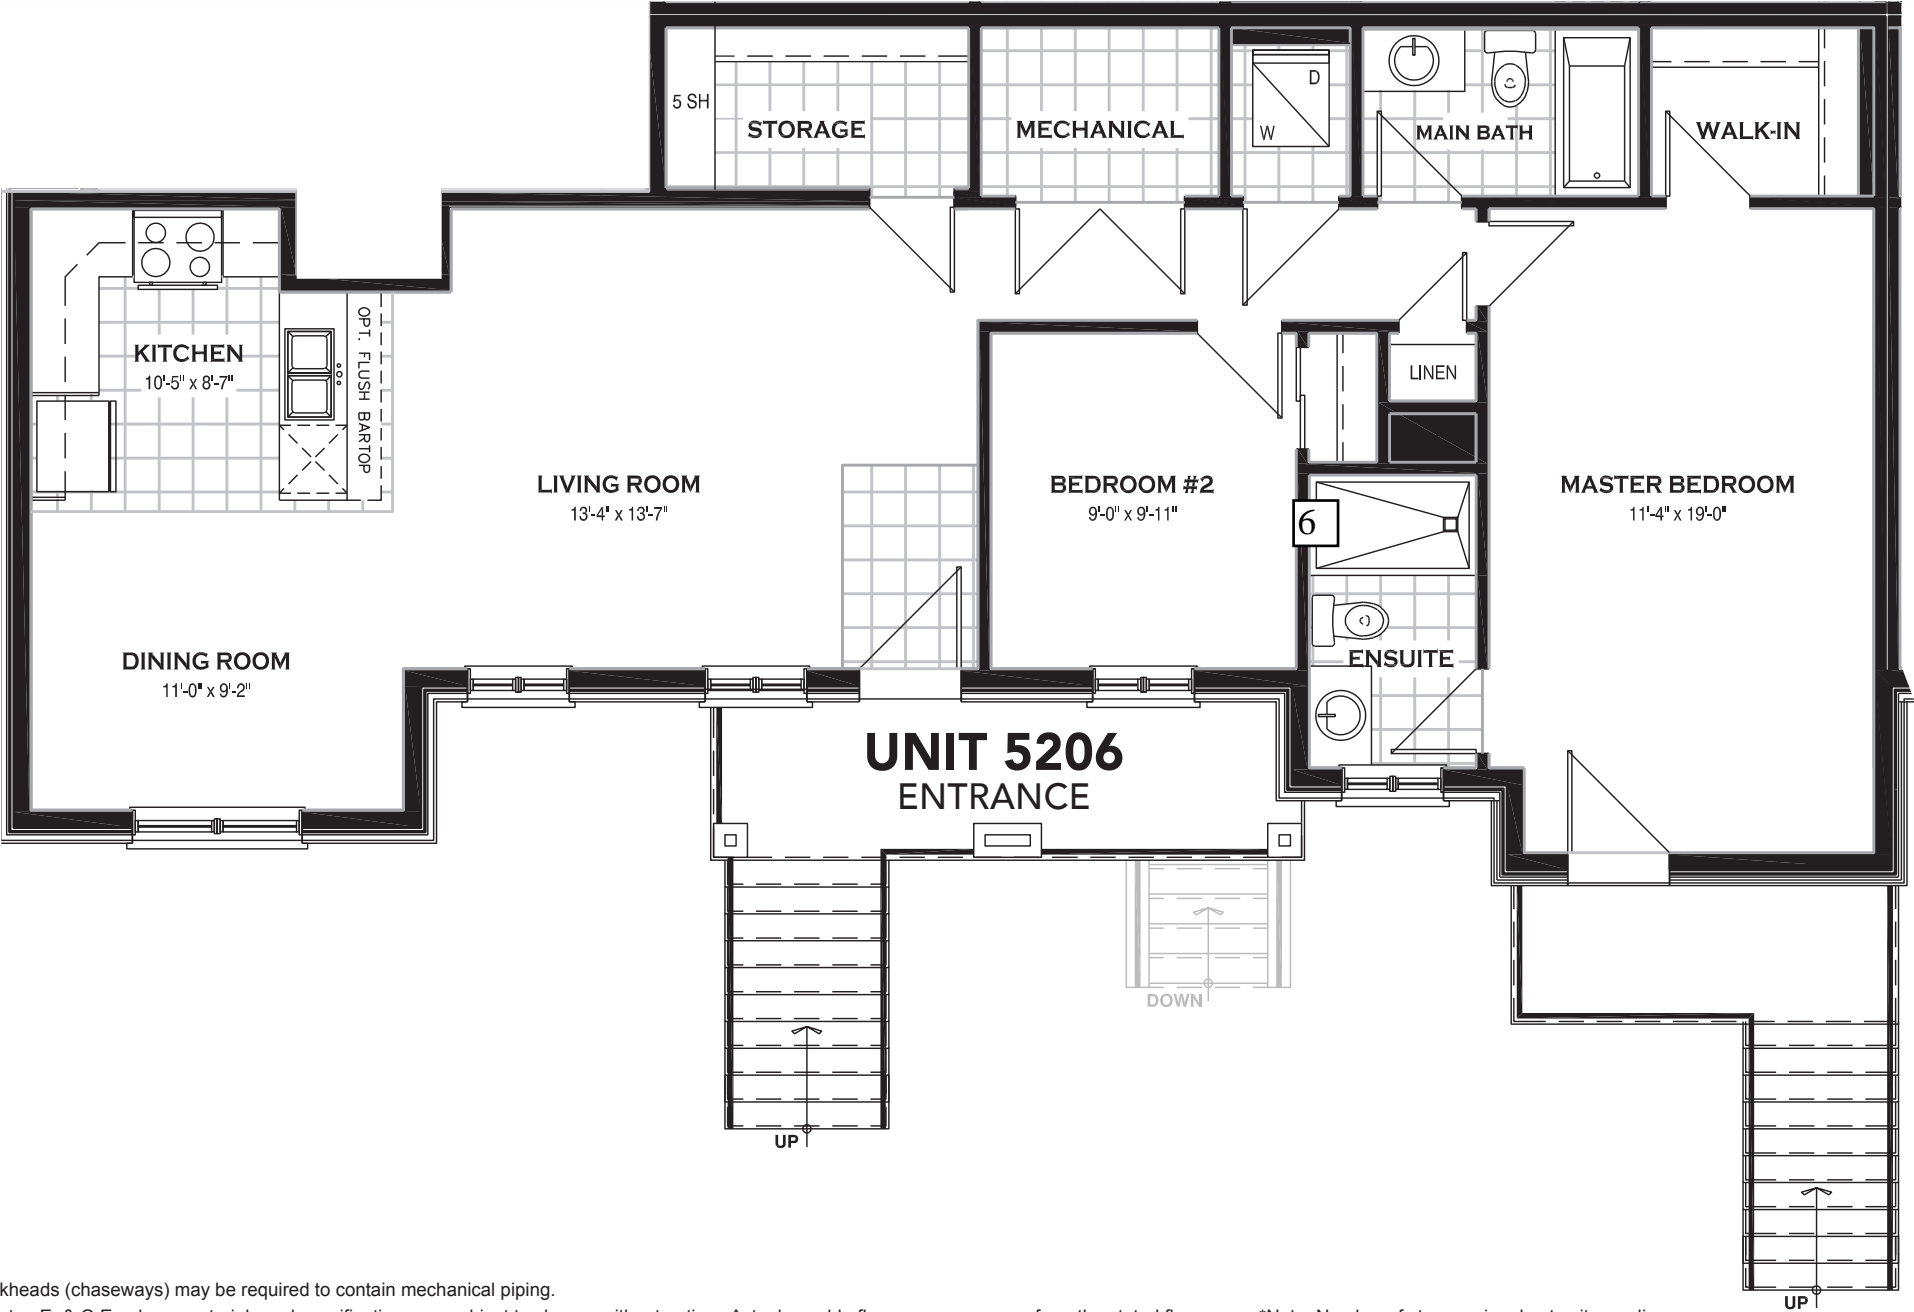 5 SH
STORAGE
MECHANICAL
D
W
MAIN BATH
WALK-IN
KITCHEN
10'-5" x 8'-7"
OPT. FLUSH BARTOP
LINEN
LIVING ROOM
13'-4" x 13'-7"
BEDROOM #2
9'-0" x 9'-11"
6
MASTER BEDROOM
11'-4" x 19'-0"
DINING ROOM
11'-0" x 9'-2"
ENSUITE
UNIT 5206
ENTRANCE
DOWN
UP
UP
kheads (chaseways) may be required to contain mechanical piping.